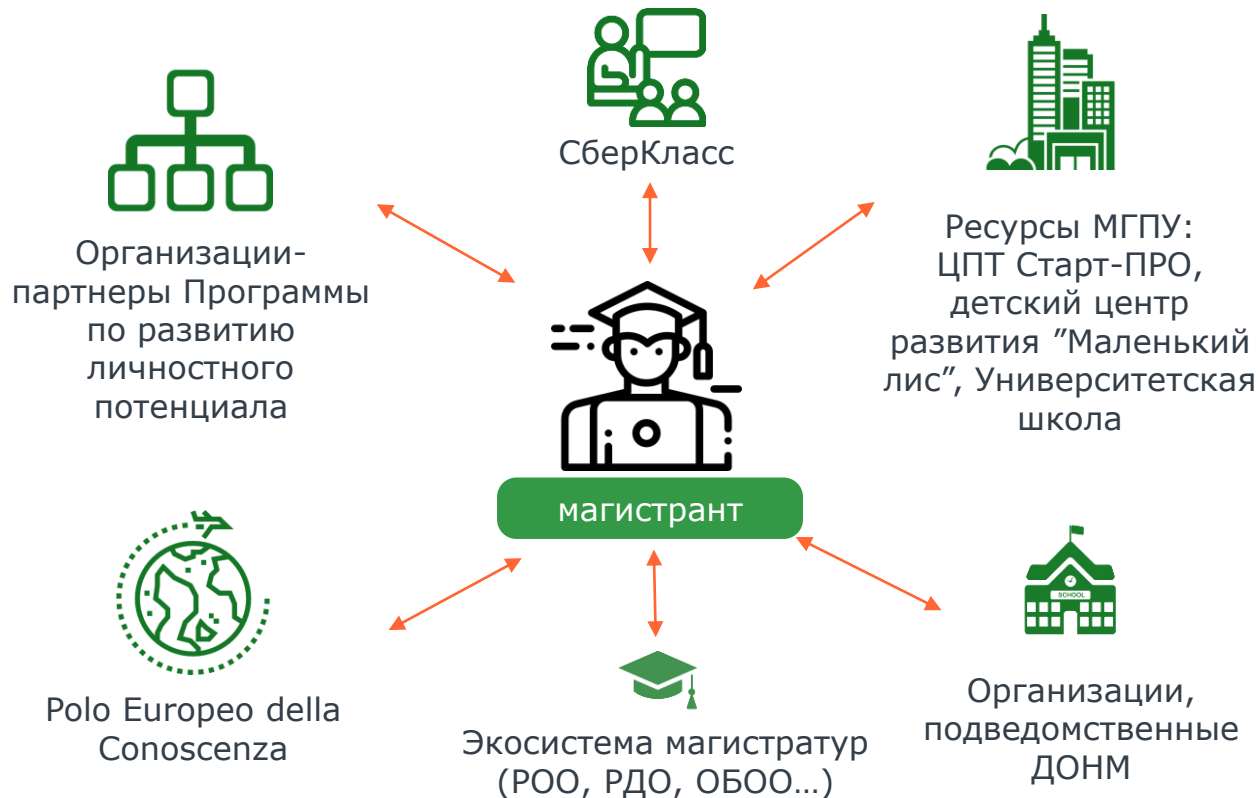 СберКласс
Организации-
партнеры Программы
по развитию
личностного
потенциала
Ресурсы МГПУ:
ЦПТ Старт-ПРО,
детский центр
развития ”Маленький
лис”, Университетская
школа
магистрант
Polo Europeo della
Conoscenza
Экосистема магистратур
(РОО, РДО, ОБОО…)
SCHOOL
Организации,
подведомственные
ДОНМ